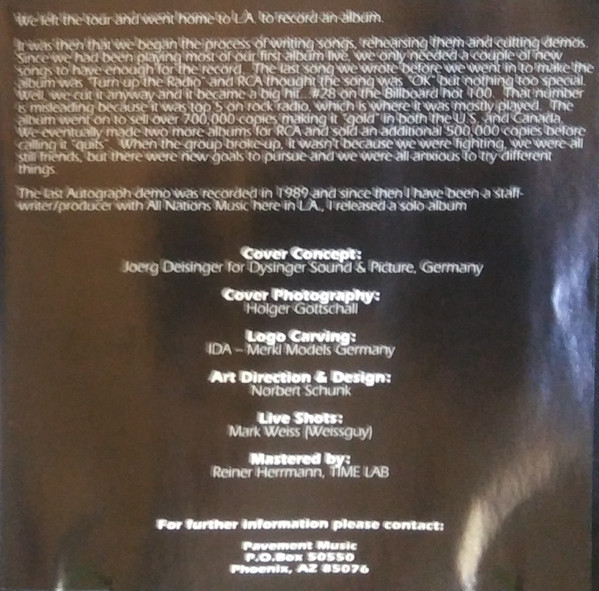 We left the tour and went home to L.A. to record an album.
It was then that we began the process of writing songs, rehearsing them and cutting demos.
Since we had been playing most of our first album live, we only needed a couple of new
songs to have enough for the record. The last song we wrote before we went in to make the
album was "Turn up the Radio" and RCA thought the song was "OK" but nothing too special.
Well, we cut it anyway and it became a big hit...#28 on the Billboard hot 100. That number
is misleading because it was top 5 on rock radio, which is where it was mostly played. The
album went on to sell over 700,000 copies making it "gold" in both the U.S. and Canada.
We eventually made two more albums for RCA and sold an additional 500,000 copies before
calling it "quits". When the group broke-up, it wasn't because we were fighting, we were all
still friends, but there were new goals to pursue and we were all anxious to try different
things.
The last Autograph demo was recorded in 1989 and since then I have been a staff-
writer/producer with All Nations Music here in L.A., I released a solo album
Cover Concept:
Joerg Deisinger for Dysinger Sound & Picture, Germany
Cover Photography:
Holger Gottschall
Logo Carving:
IDA – Merkl Models Germany
Art Direction & Design:
Norbert Schunk
Live Shots:
Mark Weiss (Weissguy)
Mastered by:
Reiner Herrmann, TIME LAB
For further information please contact:
Pavement Music
P.O.Box 50550
Phoenix, AZ 85076